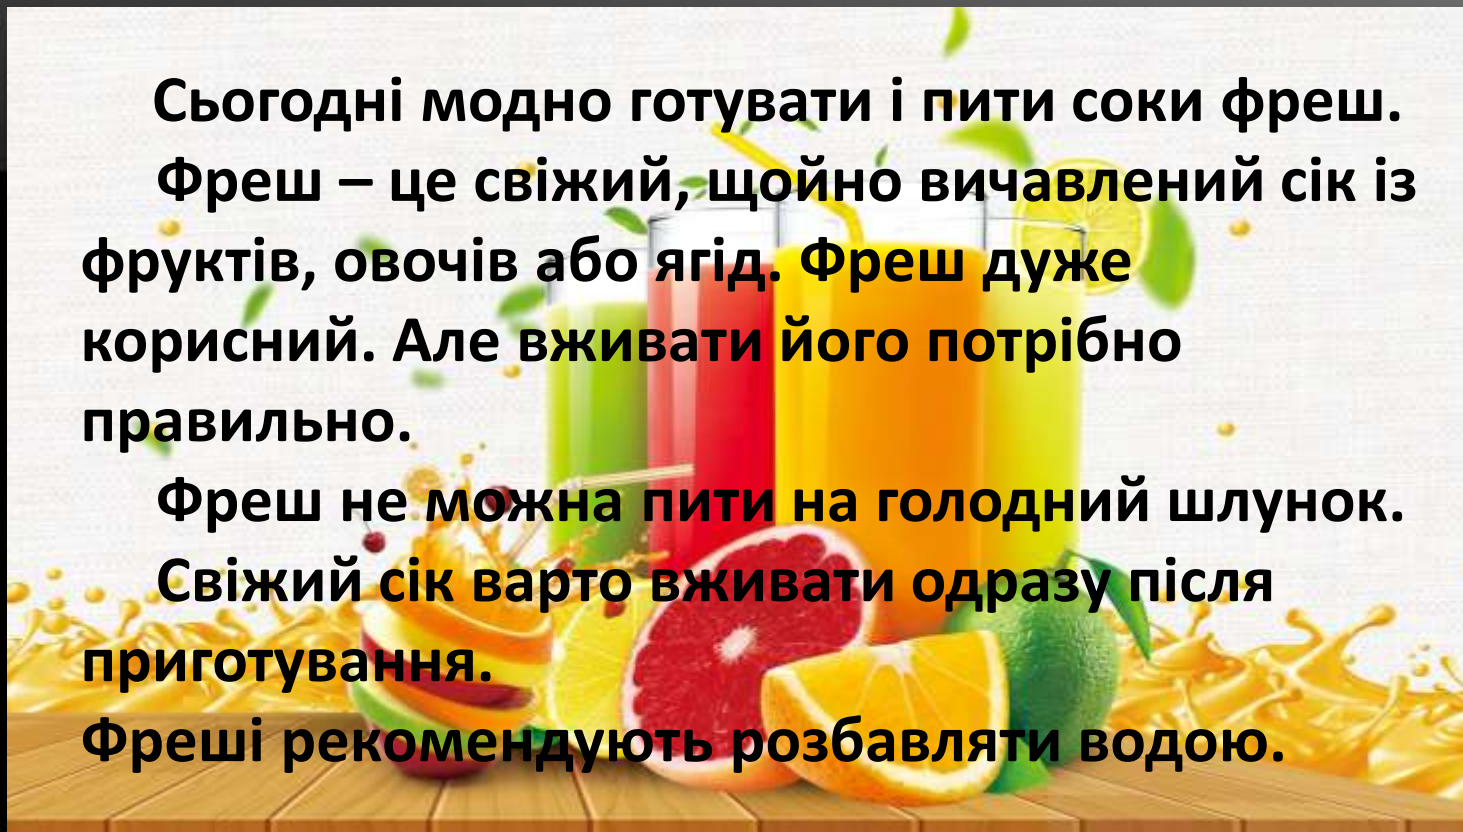 Сьогодні модно готувати і пити соки фреш.
Фреш – це свіжий, щойно вичавлений сік із
фруктів, овочів або ягід. Фреш дуже
корисний. Але вживати його потрібно
правильно.
Фреш не можна пити на голодний шлунок.
Свіжий сік варто вживати одразу після
приготування.
Фреші рекомендують розбавляти водою.